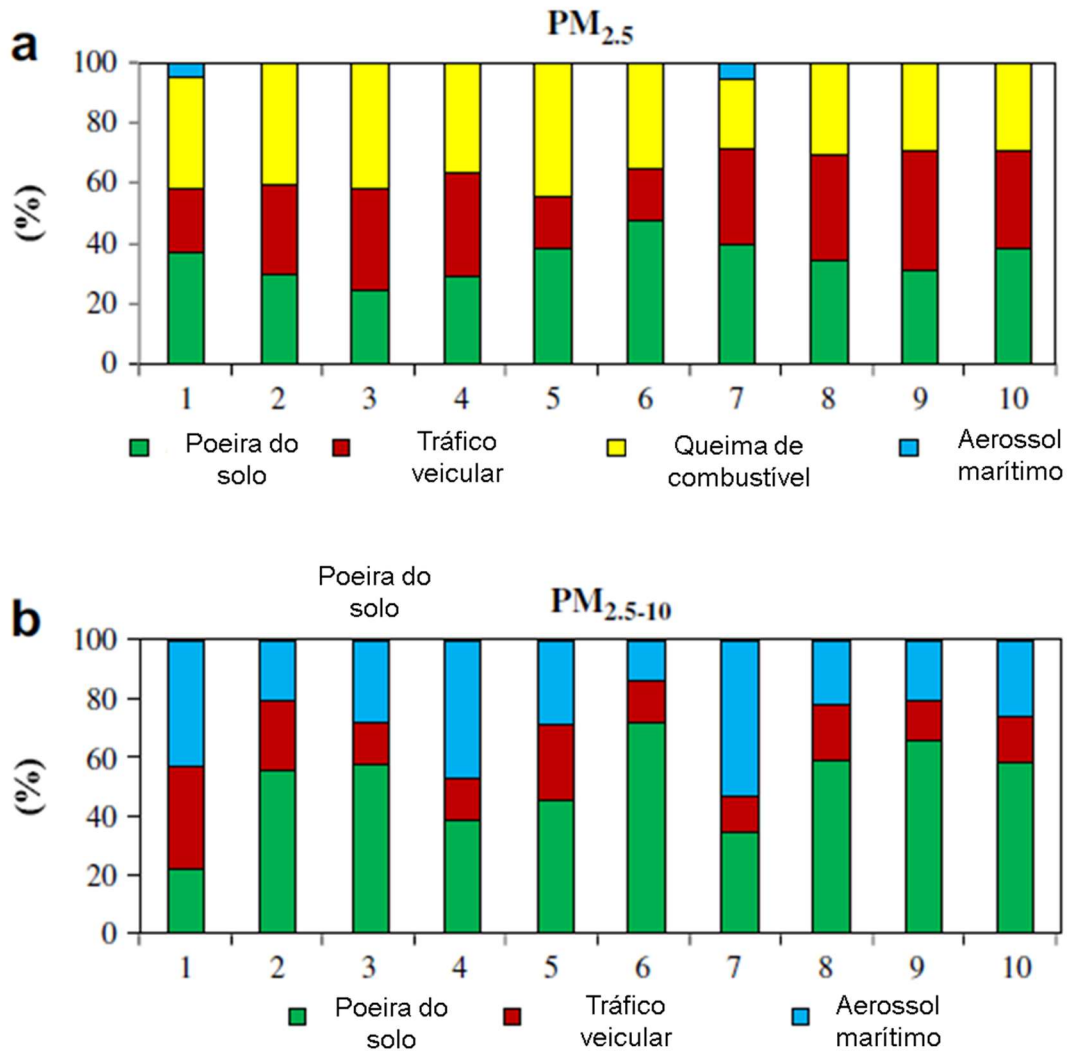 a
PM2.5
100
80
60
40
20
0
(%)
1 2 3 4 5 6 7 8 9 10
Poeira do
solo
Tráfico
veicular
Queima de
combustível
Aerossol
marítimo
Poeira do
solo
b
PM2.5-10
100
80
60
40
20
0
(%)
1 2 3 4 5 6 7 8 9 10
Poeira do
solo
Tráfico
veicular
Aerossol
marítimo